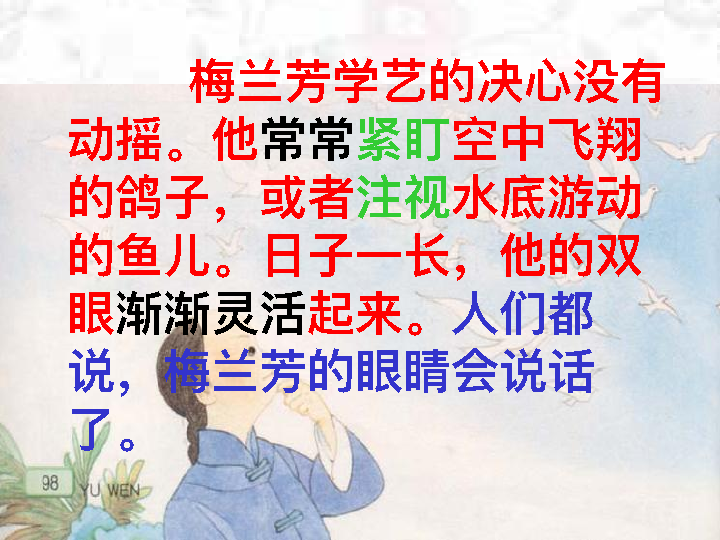 梅兰芳学艺的决心没有
动摇。他常常紧盯空中飞翔
的鸽子，或者注视水底游动
的鱼儿。日子一长，他的双
眼渐渐灵活起来。人们都
说，梅兰芳的眼睛会说话
了。
98 YU WEN